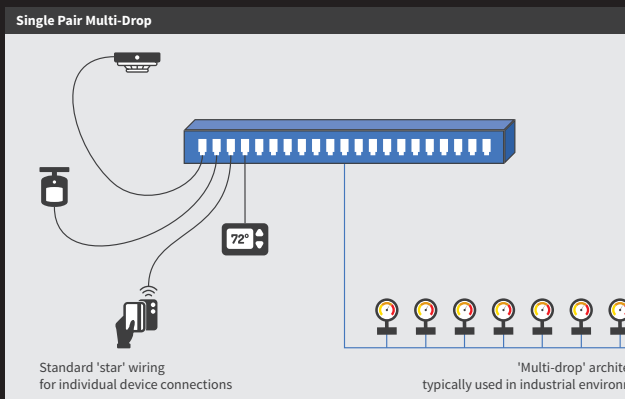 Single Pair Multi-Drop
72°
Standard 'star' wiring
for individual device connections
'Multi-drop'
typically used in industrial